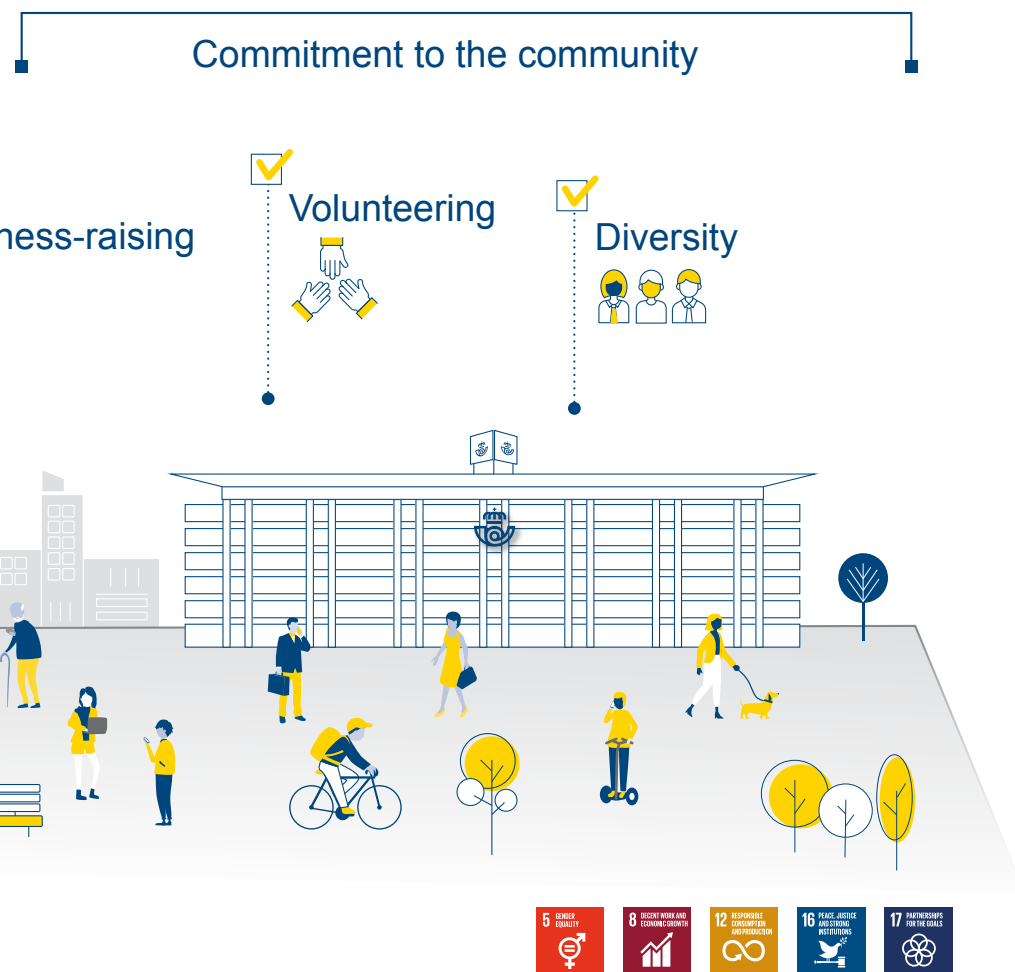 Commitment to the community
Volunteering
ness-raising
Diversity
5 GENDER
EQUALITY
8 DECENT WORK AND
ECONOMIC GROWTH
12 RESPONSIBLE
CONSUMPTION
AND PRODUCTION
16 PEACE, JUSTICE
AND STRONG
INSTITUTIONS
17 PARTNERSHIPS
FOR THE GOALS